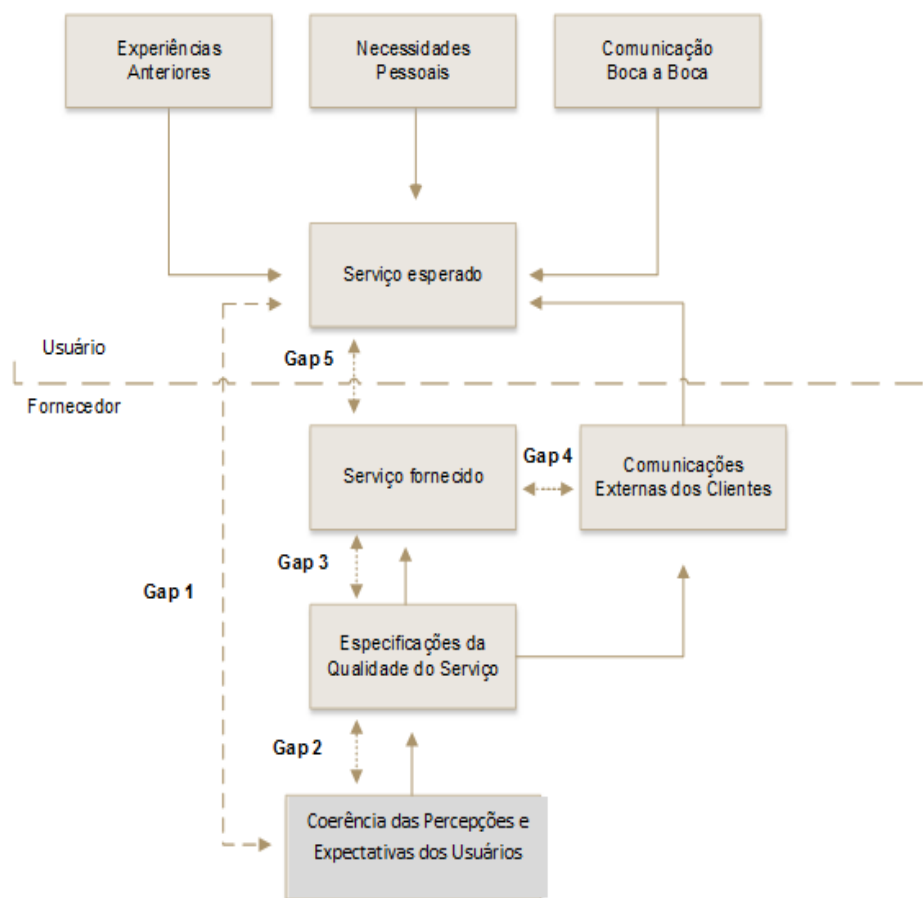 Experiências
Anteriores
Necessidades
Pessoais
Comunicação
Boca a Boca
Serviço esperado
Usuário
Gap 5
Fornecedor
Serviço fornecido
Gap 4
Comunicações
Externas dos Clientes
Gap 3
Gap 1
Especificações da
Qualidade do Serviço
Gap 2
Coerência das Percepções e
Expectativas dos Usuários